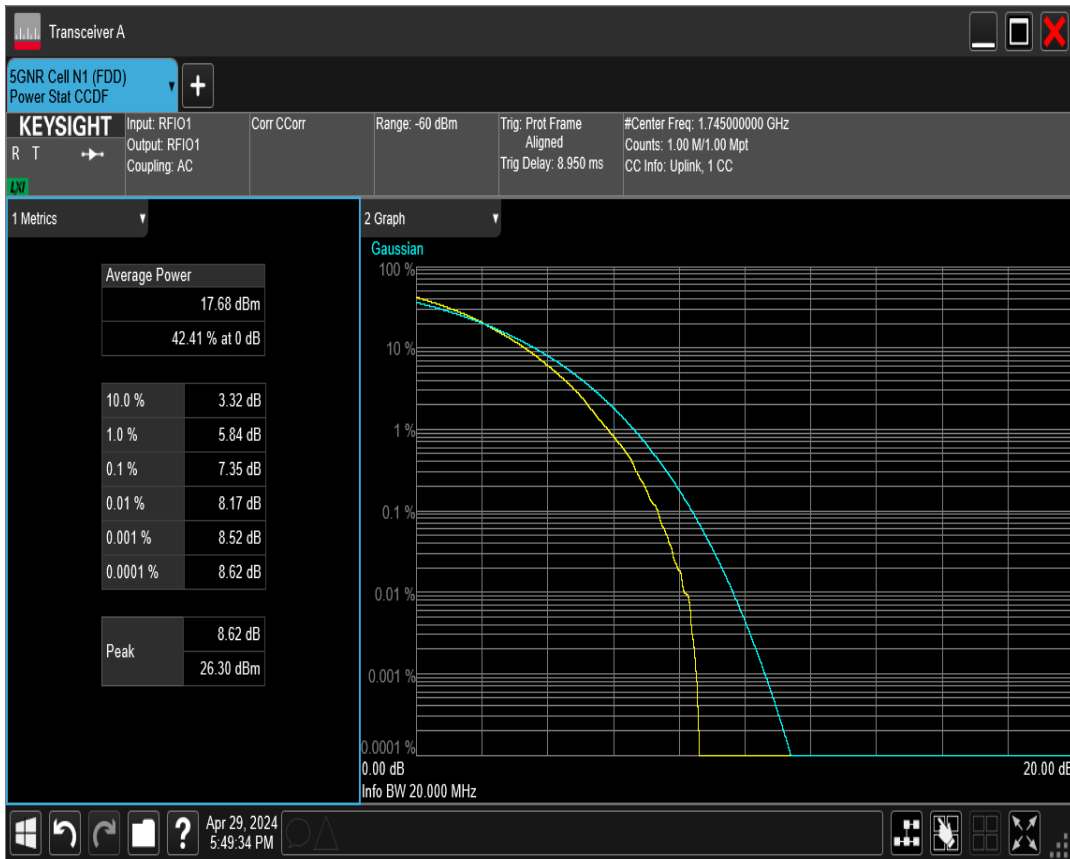 Transceiver A
5GNR Cell N1 (FDD)
Power Stat CCDF
+
KEYSIGHT
R T
LXI
Input: RFIO1
Output: RFIO1
Coupling: AC
Corr CCorr
Range: -60 dBm
Trig: Prot Frame
Aligned
Trig Delay: 8.950 ms
#Center Freq: 1.745000000 GHz
Counts: 1.00 M/1.00 Mpt
CC Info: Uplink, 1 CC
1 Metrics
Average Power
17.68 dBm
42.41 % at 0 dB
10.0 % 3.32 dB
1.0 % 5.84 dB
0.1 % 7.35 dB
0.01 % 8.17 dB
0.001 % 8.52 dB
0.0001 % 8.62 dB
Peak
8.62 dB
26.30 dBm
2 Graph
Gaussian
100 %
10 %
1 %
0.1 %
0.01 %
0.001 %
0.0001 %
0.00 dB
20.00 dB
Info BW 20.000 MHz
?
Apr 29, 2024
5:49:34 PM